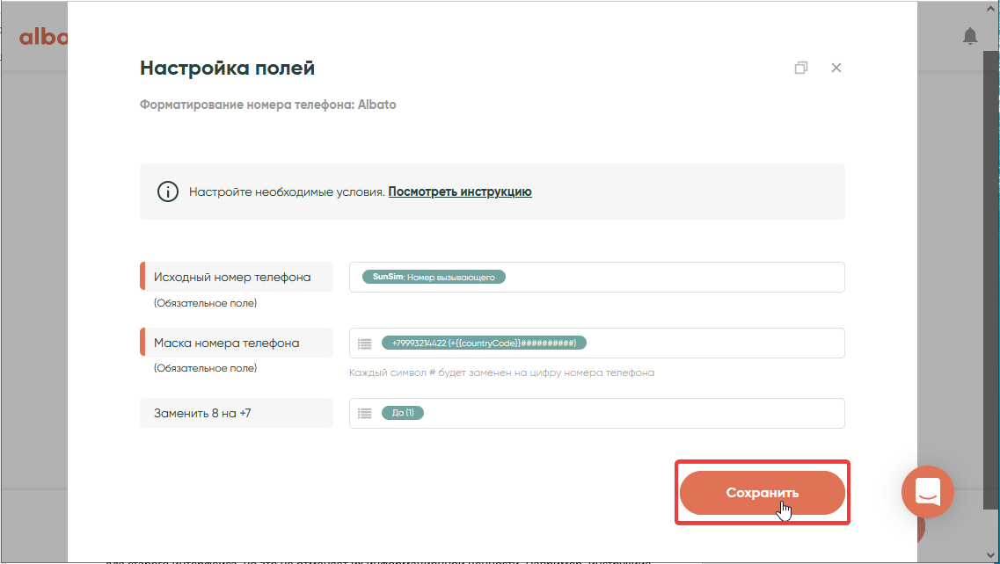 alba
Настройка полей
Форматирование номера телефона: Albato
Настройте необходимые условия. Посмотреть инструкцию
Исходный номер телефона
SunSim: Номер вызывающего
(Обязательное поле)
Маска номера телефона
+79993214422 (+{{countryCode}}##########)
(Обязательное поле)
Каждый символ # будет заменен на цифру номера телефона
Заменить 8 на +7
Да (1)
Сохранить